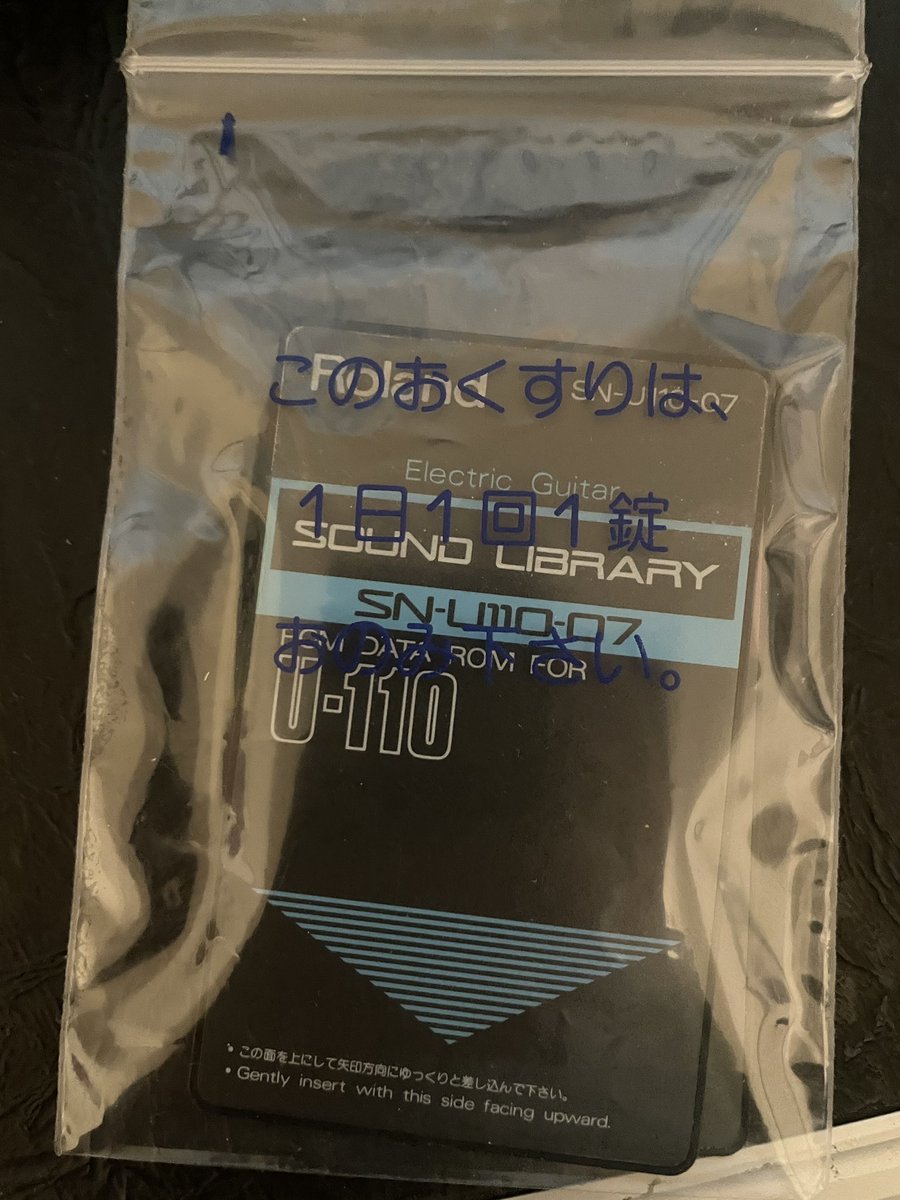 Roland SN-U110-07
このおくすりは、
Electric Guitar
1日1回1錠
SOUND LIBRARY
SN-U110-07
おのみ下さい。
PCM DATA ROM FOR
U-110
• この面を上にして矢印方向にゆっくりと差し込んで下さい。
• Gently insert with this side facing upward.